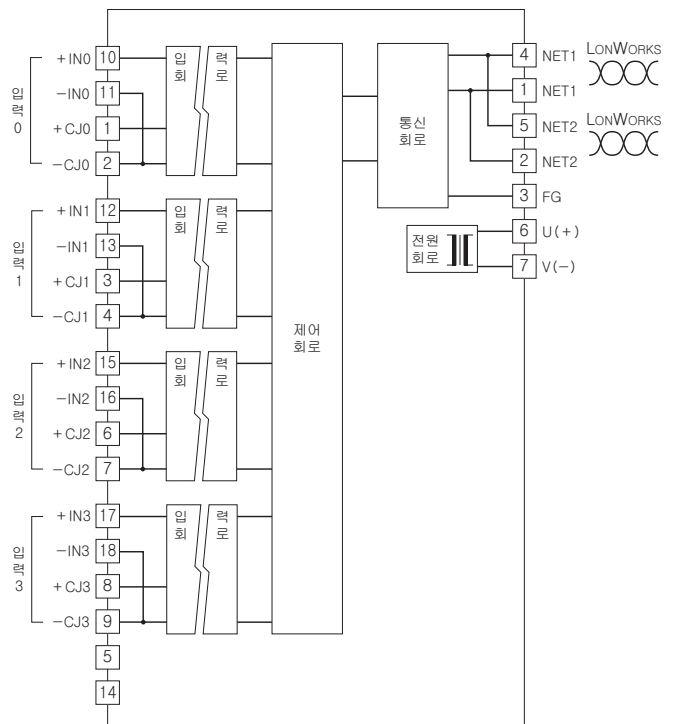 입력0
+IN0 10
−IN0 11
+CJ0 1
−CJ0 2
입력
회로
입력1
+IN1 12
−IN1 13
+CJ1 3
−CJ1 4
입력
회로
입력2
+IN2 15
−IN2 16
+CJ2 6
−CJ2 7
입력
회로
입력3
+IN3 17
−IN3 18
+CJ3 8
−CJ3 9
입력
회로
5
14
제어
회로
통신
회로
4 NET1 LONWORKS
1 NET1
5 NET2 LONWORKS
2 NET2
3 FG
전원
회로
6 U(+)
7 V(−)